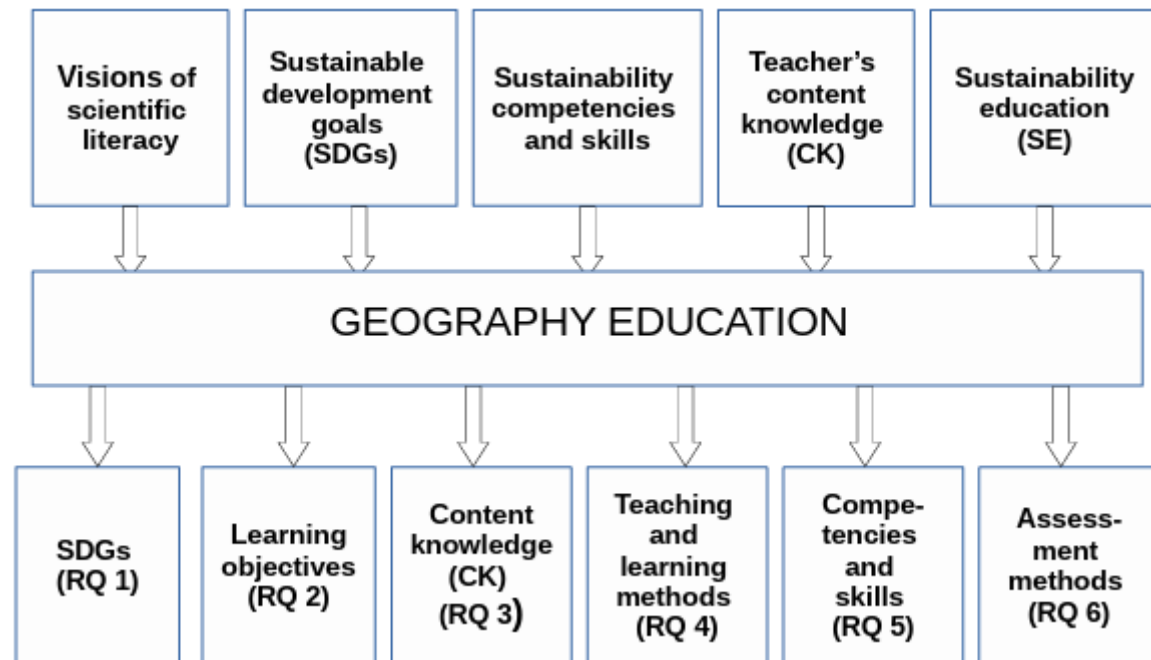 Visions of
scientific
literacy
Sustainable
development
goals
(SDGs)
Sustainability
competencies
and skills
Teacher’s
content
knowledge
(CK)
Sustainability
education
(SE)
GEOGRAPHY EDUCATION
SDGs
(RQ 1)
Learning
objectives
(RQ 2)
Content
knowledge
(CK)
(RQ 3)
Teaching
and
learning
methods
(RQ 4)
Compe-
tencies
and
skills
(RQ 5)
Assess-
ment
methods
(RQ 6)